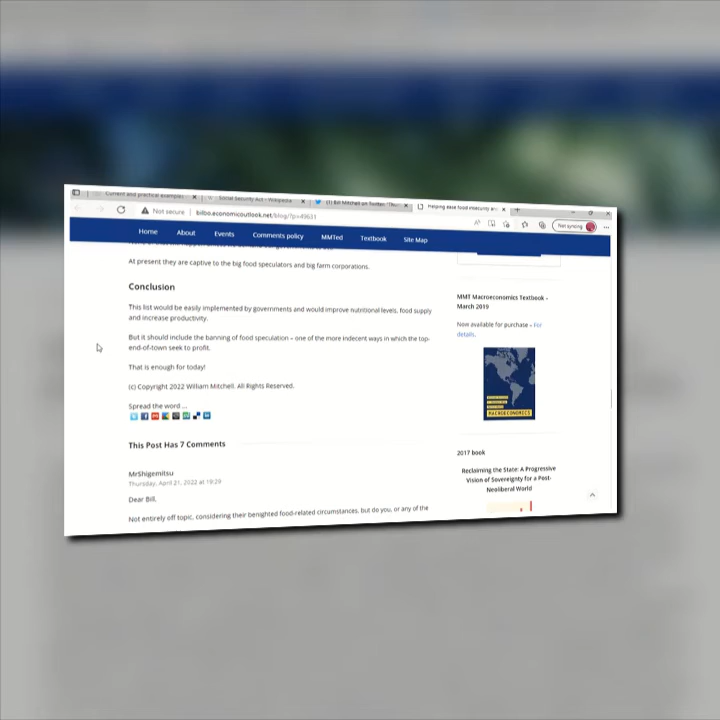 Current and practical examples
Social Security Act - Wikipedia
(1) Bill Mitchell on Twitter:
Helping ease food insecurity an
Not secure
bilbo.economicoutlook.net/blog/?p=49631
Not syncing
Home
About
Events
Comments policy
MMTed
Textbook
Site Map
At present they are captive to the big food speculators and big farm corporations.
Conclusion
This list would be easily implemented by governments and would improve nutritional levels, food supply
and increase productivity.
But it should include the banning of food speculation – one of the more indecent ways in which the top-
end-of-town seek to profit.
That is enough for today!
(c) Copyright 2022 William Mitchell. All Rights Reserved.
Spread the word ...
This Post Has 7 Comments
MrShigemitsu
Thursday, April 21, 2022 at 19:29
Dear Bill,
Not entirely off topic, considering their benighted food-related circumstances, but do you, or any of the
MMT Macroeconomics Textbook –
March 2019
Now available for purchase – For
details.
MACROECONOMICS
2017 book
Reclaiming the State: A Progressive
Vision of Sovereignty for a Post-
Neoliberal World